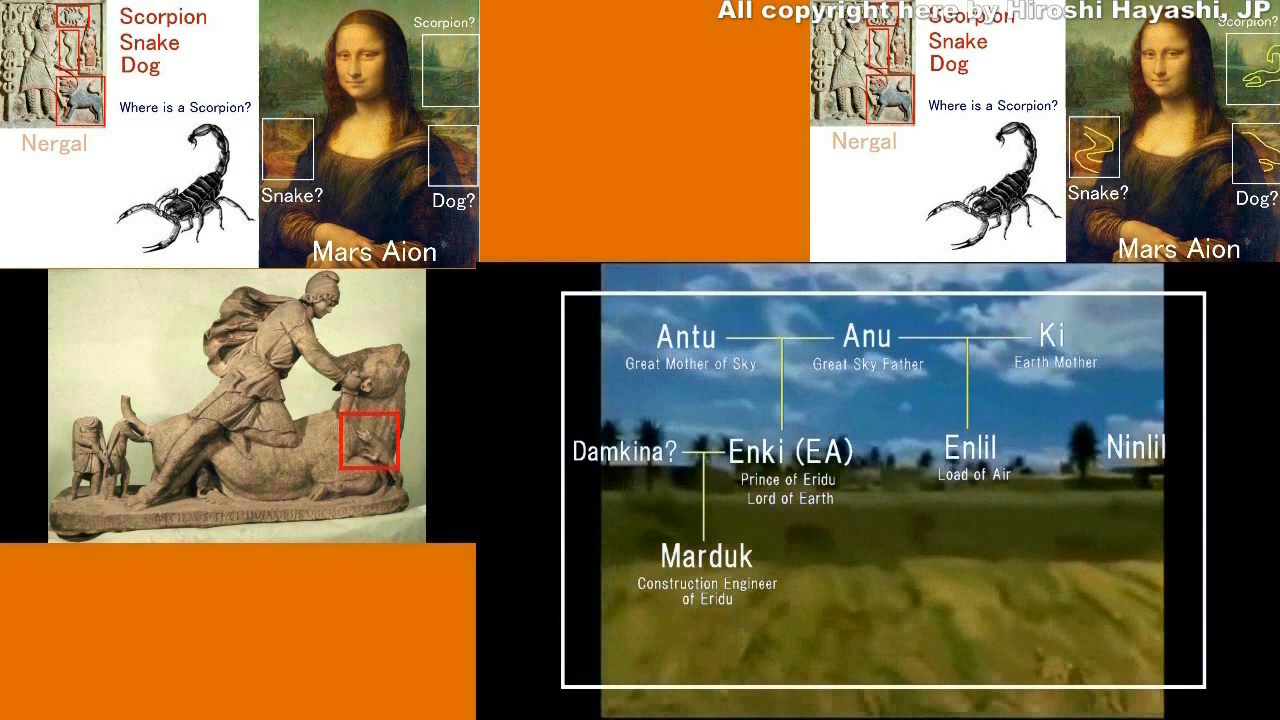 All copyright here by Hiroshi Hayashi, JP
Scorpion
Snake
Dog
Where is a Scorpion?
Nergal
Scorpion?
Snake?
Dog?
Mars Aion
Scorpion
Snake
Dog
Where is a Scorpion?
Nergal
Scorpion?
Snake?
Dog?
Mars Aion
Antu Anu Ki
Great Mother of Sky Great Sky Father Earth Mother
Damkina? Enki (EA) Enlil Ninlil
Prince of Eridu Load of Air
Lord of Earth
Marduk
Construction Engineer
of Eridu